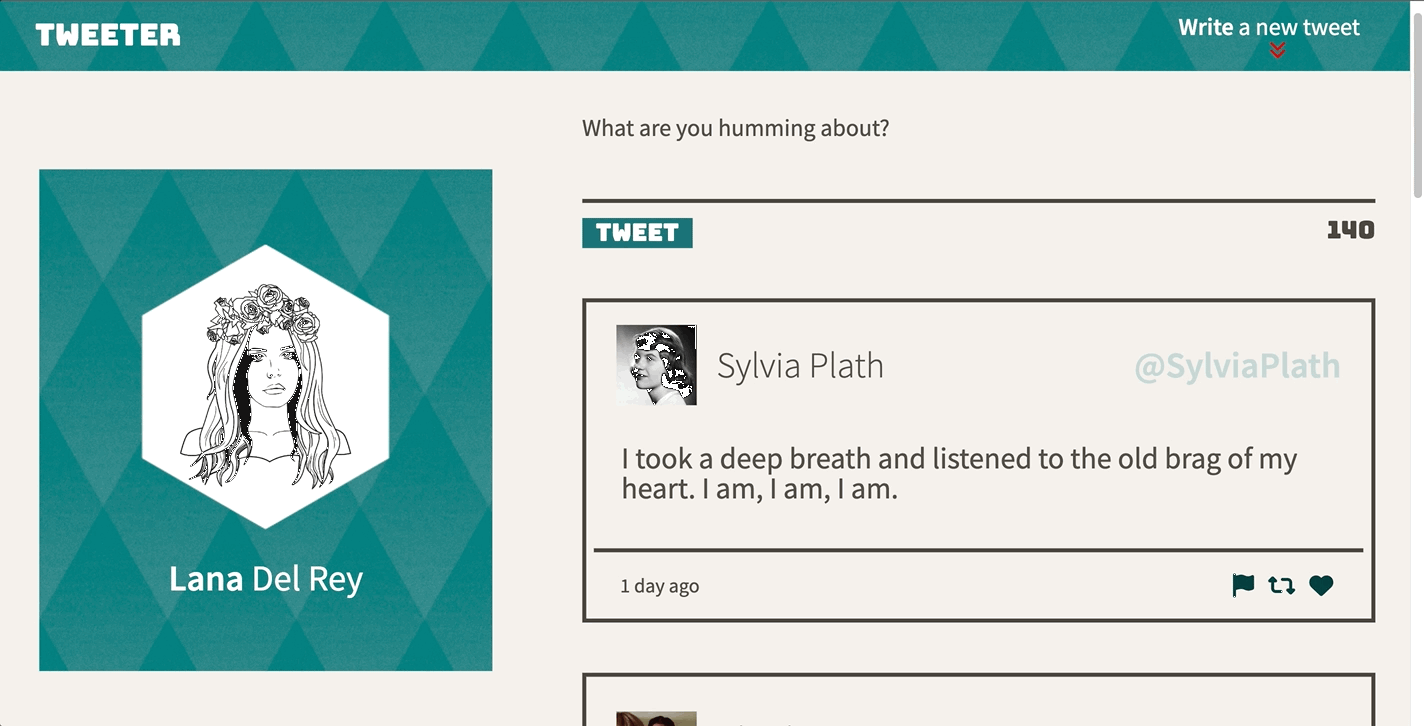 TWEETER
Write a new tweet
What are you humming about?
TWEET
140
Lana Del Rey
Sylvia Plath
@SylviaPlath
I took a deep breath and listened to the old brag of my
heart. I am, I am, I am.
1 day ago